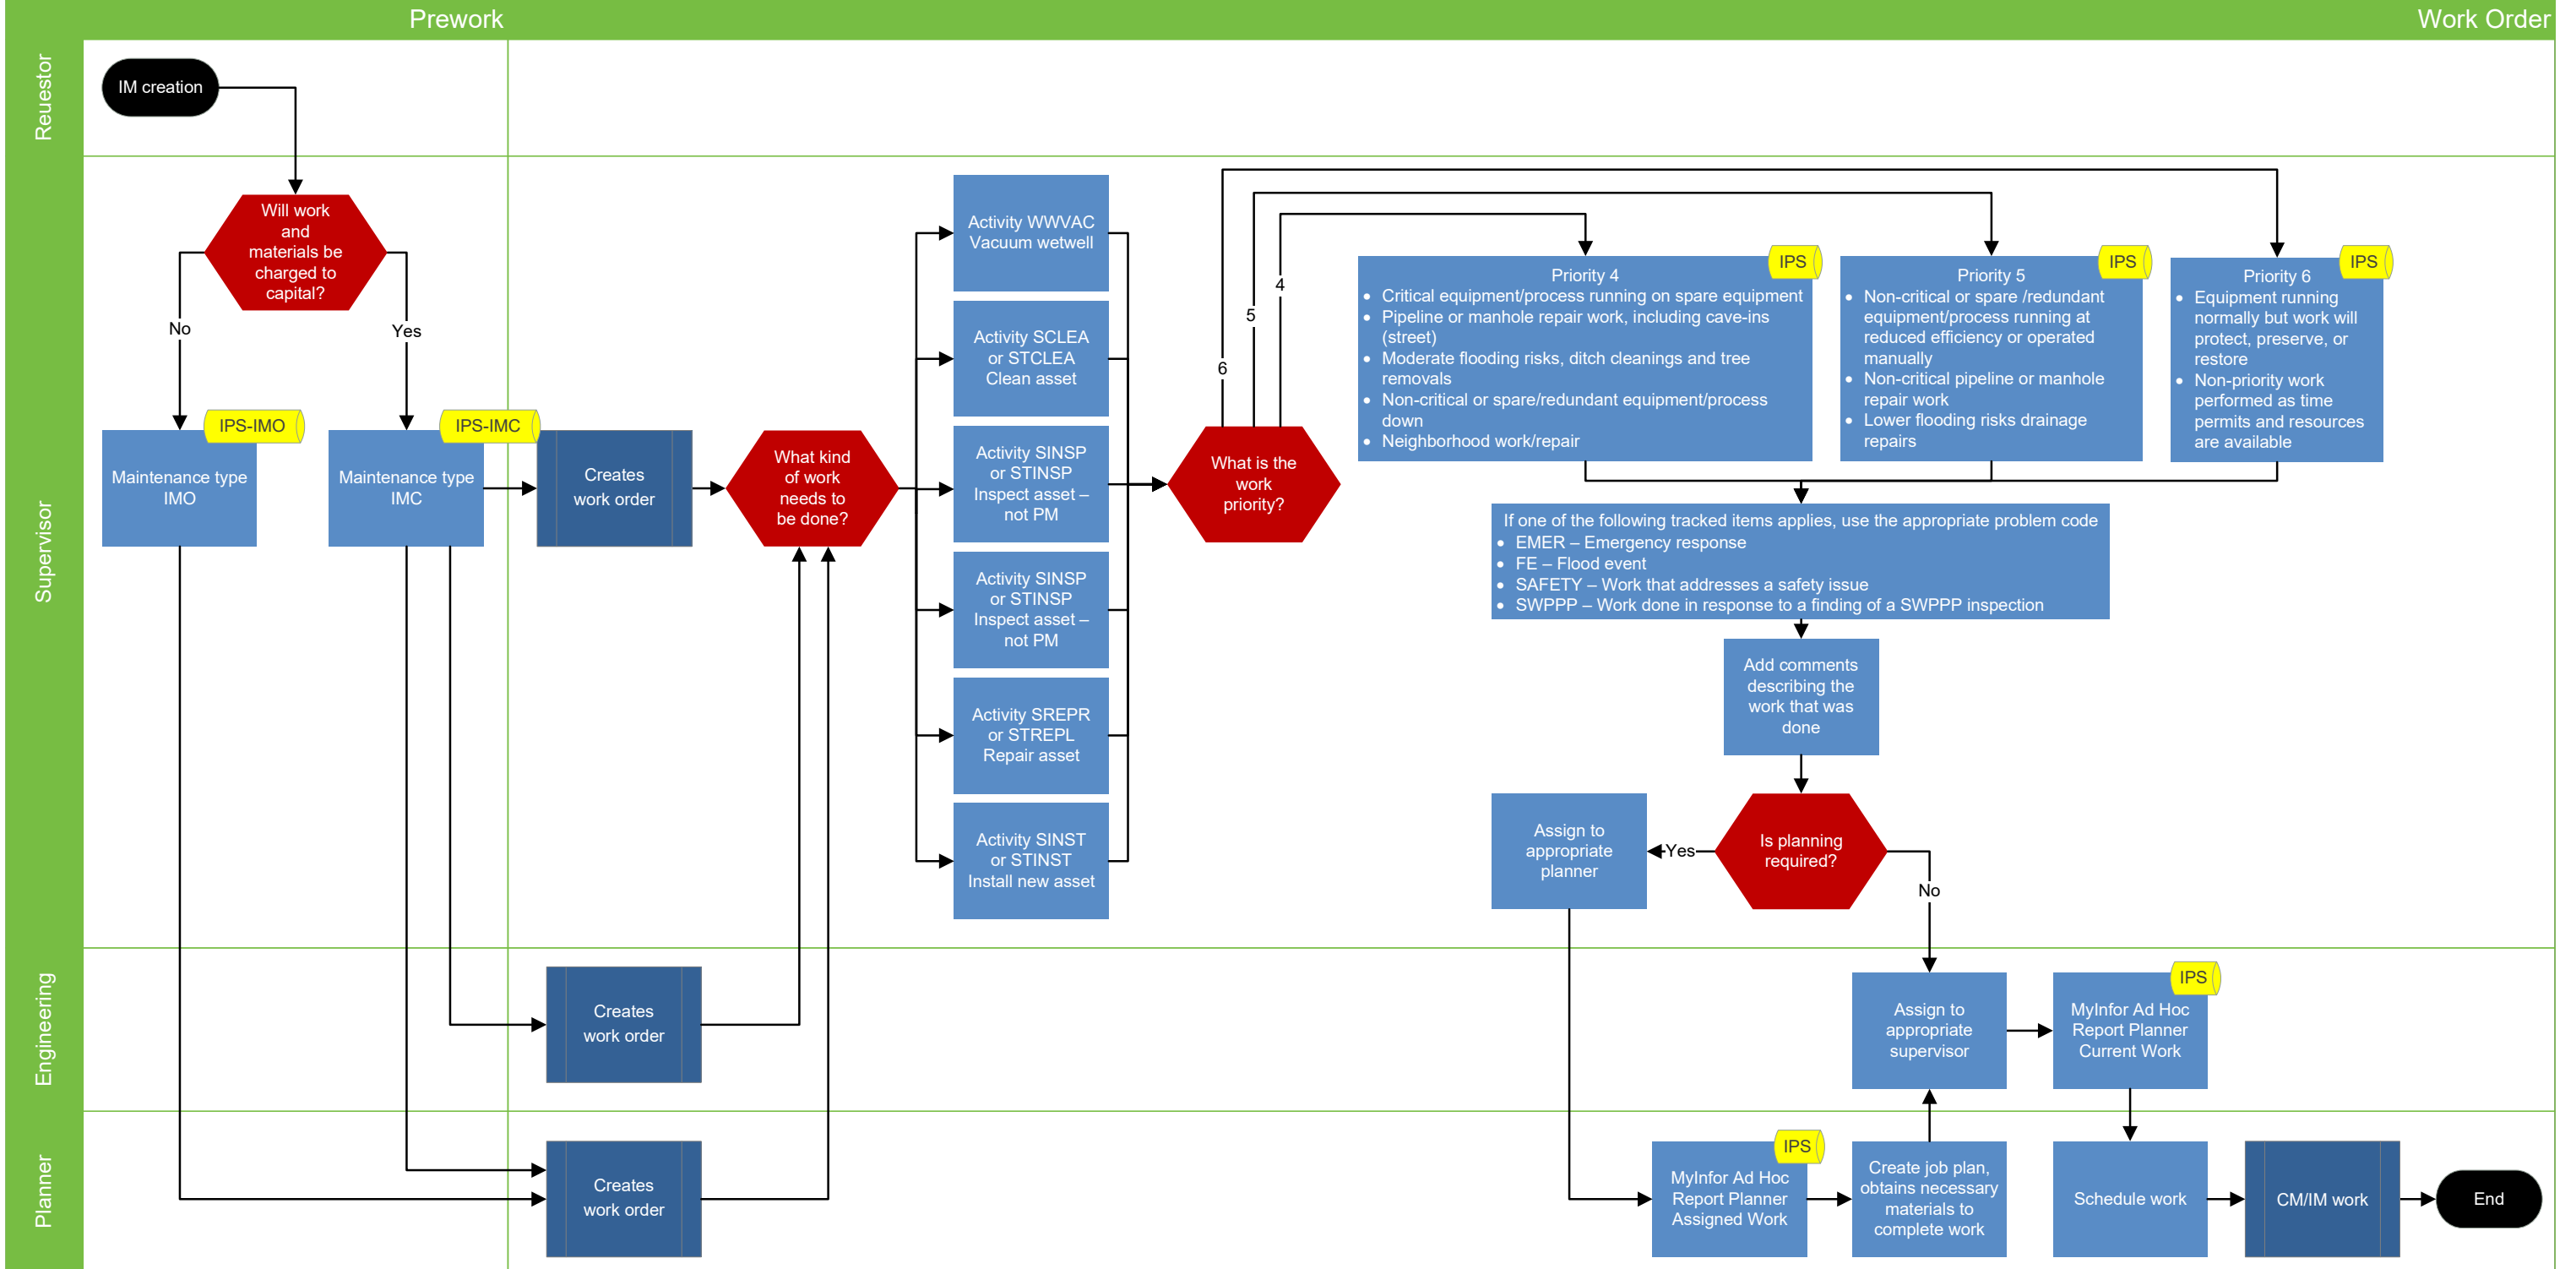 Prework
Work Order
Reuestor
Supervisor
Engineering
Planner
IM creation
Will work
and
materials be
charged to
capital?
No
Yes
IPS-IMO
Maintenance type
IMO
IPS-IMC
Maintenance type
IMC
Creates
work order
What kind
of work
needs to
be done?
Activity WWVAC
Vacuum wetwell
Activity SCLEA
or STCLEA
Clean asset
Activity SINSP
or STINSP
Inspect asset –
not PM
Activity SINSP
or STINSP
Inspect asset –
not PM
Activity SREPR
or STREPL
Repair asset
Activity SINST
or STINST
Install new asset
What is the
work
priority?
4
5
6
IPS
Priority 4
• Critical equipment/process running on spare equipment
• Pipeline or manhole repair work, including cave-ins
(street)
• Moderate flooding risks, ditch cleanings and tree
removals
• Non-critical or spare/redundant equipment/process
down
• Neighborhood work/repair
IPS
Priority 5
• Non-critical or spare /redundant
equipment/process running at
reduced efficiency or operated
manually
• Non-critical pipeline or manhole
repair work
• Lower flooding risks drainage
repairs
IPS
Priority 6
• Equipment running
normally but work will
protect, preserve, or
restore
• Non-priority work
performed as time
permits and resources
are available
If one of the following tracked items applies, use the appropriate problem code
• EMER – Emergency response
• FE – Flood event
• SAFETY – Work that addresses a safety issue
• SWPPP – Work done in response to a finding of a SWPPP inspection
Add comments
describing the
work that was
done
Is planning
required?
Yes
No
Assign to
appropriate
planner
Creates
work order
Assign to
appropriate
supervisor
IPS
MyInfor Ad Hoc
Report Planner
Current Work
Creates
work order
IPS
MyInfor Ad Hoc
Report Planner
Assigned Work
Create job plan,
obtains necessary
materials to
complete work
Schedule work
CM/IM work
End